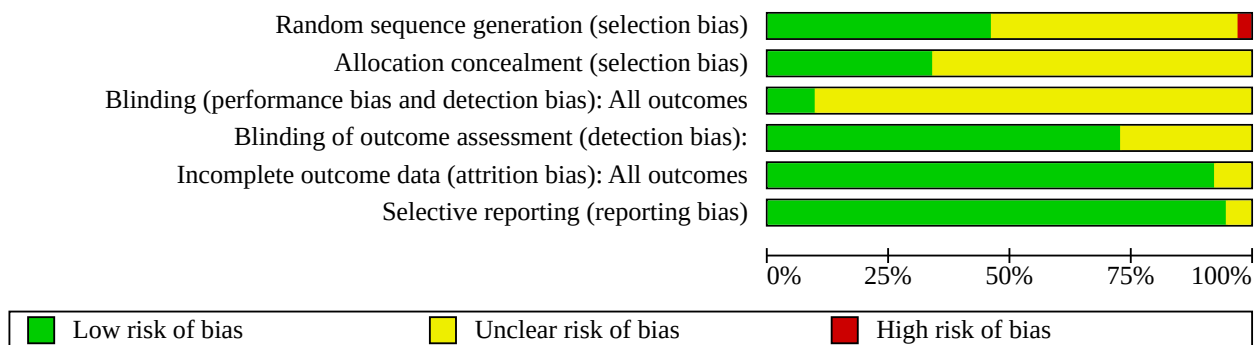 Random sequence generation (selection bias)
Allocation concealment (selection bias)
Blinding (performance bias and detection bias): All outcomes
Blinding of outcome assessment (detection bias):
Incomplete outcome data (attrition bias): All outcomes
Selective reporting (reporting bias)
0% 25% 50% 75% 100%
Low risk of bias Unclear risk of bias High risk of bias